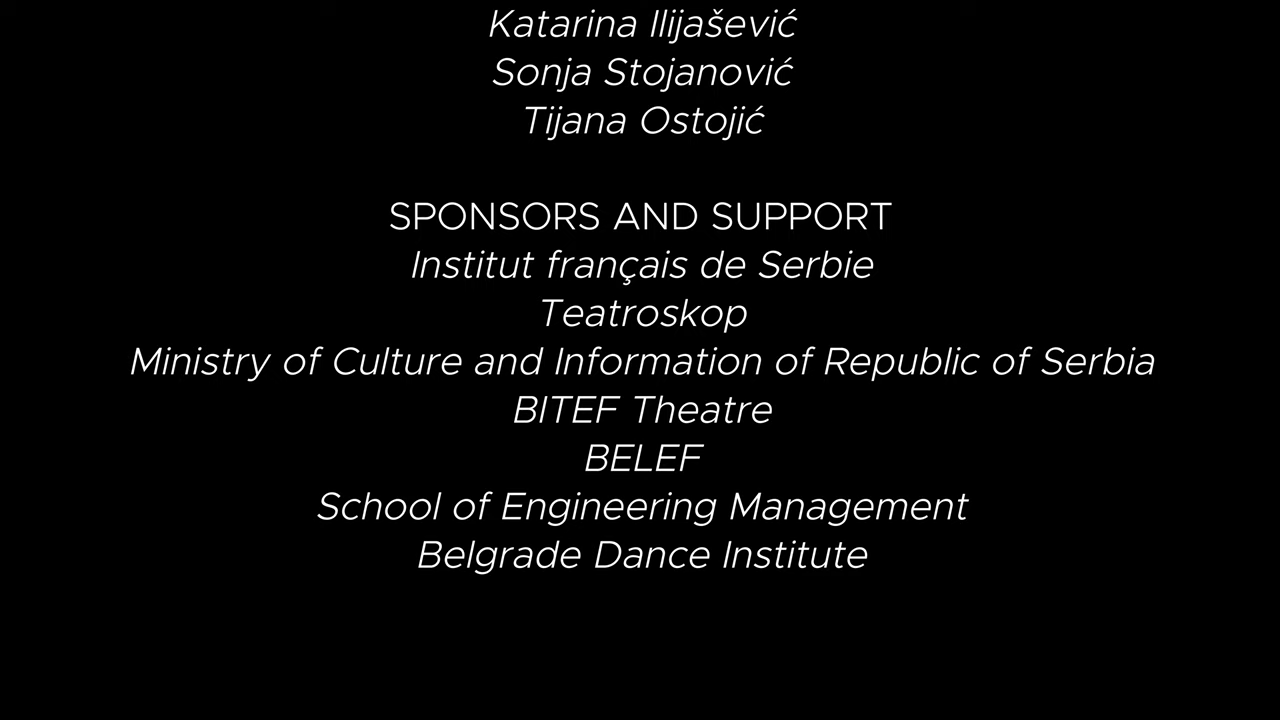 Katarina Ilijašević
Sonja Stojanović
Tijana Ostojić
SPONSORS AND SUPPORT
Institut français de Serbie
Teatroskop
Ministry of Culture and Information of Republic of Serbia
BITEF Theatre
BELEF
School of Engineering Management
Belgrade Dance Institute